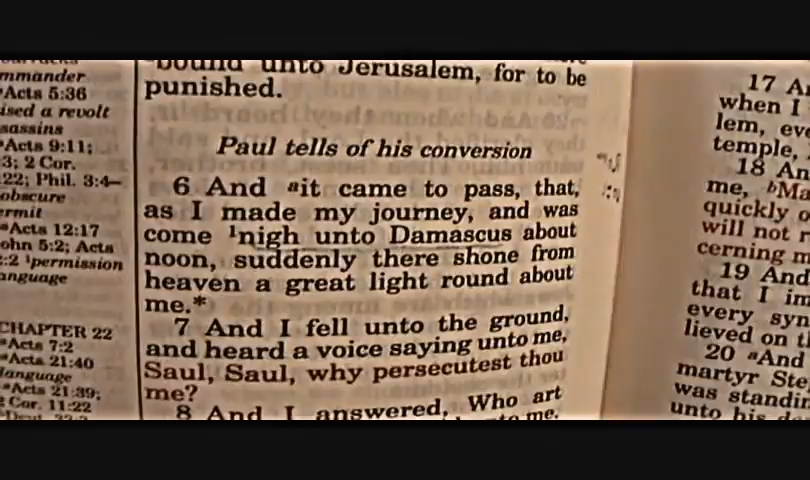 mmander
Acts 5:36
ised a revolt
sassins
Acts 9:11;
3; 2 Cor.
22; Phil. 3:4–
obscure
ermit
Acts 12:17
ohn 5:2; Acts
:2 ¹permission
anguage
CHAPTER 22
ᵃActs 7:2
ᵃActs 21:40
language
ᵃActs 21:39;
Cor. 11:22
bound unto Jerusalem, for to be
punished.
Paul tells of his conversion
6 And ᵃit came to pass, that,
as I made my journey, and was
come ¹nigh unto Damascus about
noon, suddenly there shone from
heaven a great light round about
me.*
7 And I fell unto the ground,
and heard a voice saying unto me,
Saul, Saul, why persecutest thou
me?
8 And I answered, Who art
me.
17 A
when I
lem, eve
temple,
18 An
me, ᵇMa
quickly
will not r
cerning m
19 And
that I im
every syn
lieved on th
20 ᵃAnd
martyr Ste
was standin
unto his de